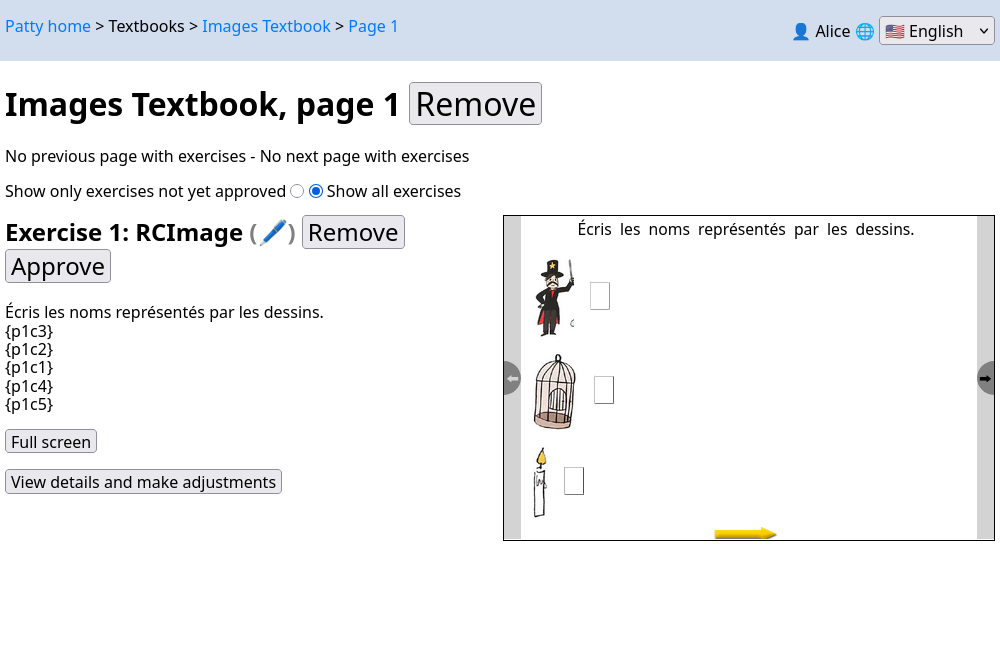 Patty home > Textbooks > Images Textbook > Page 1
Alice English
Images Textbook, page 1 Remove
No previous page with exercises - No next page with exercises
Show only exercises not yet approved Show all exercises
Exercise 1: RCImage ( ) Remove
Approve
Écris les noms représentés par les dessins.
{p1c3}
{p1c2}
{p1c1}
{p1c4}
{p1c5}
Full screen
View details and make adjustments
Écris les noms représentés par les dessins.